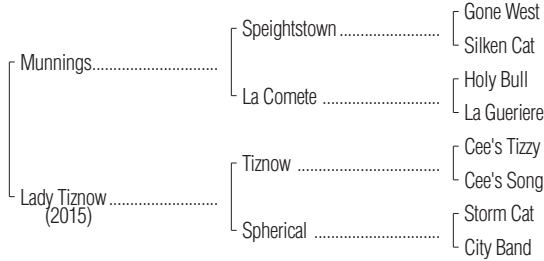 Gone West
Speightstown
Silken Cat
Munnings
Holy Bull
La Comete
La Gueriere
Cee's Tizzy
Tiznow
Cee's Song
Lady Tiznow
(2015)
Storm Cat
Spherical
City Band